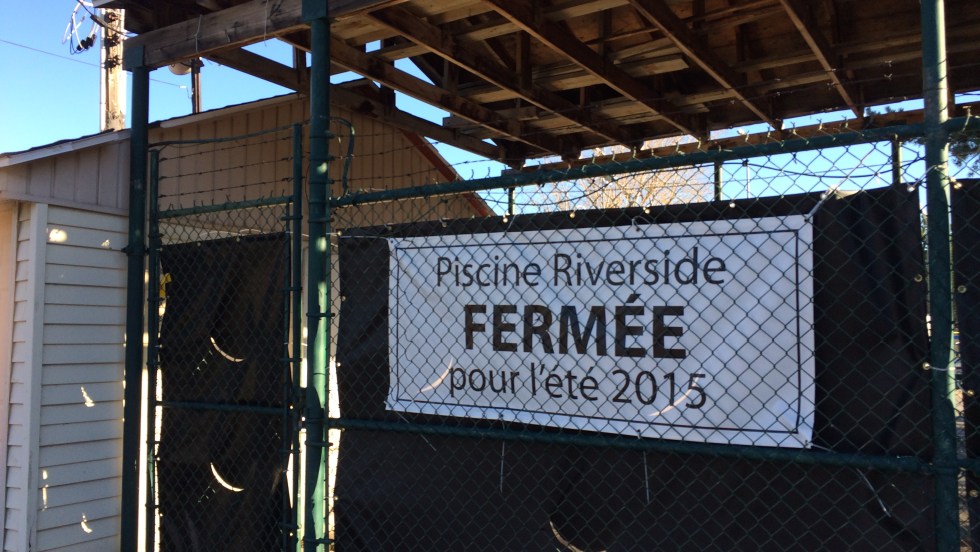 Piscine Riverside
FERMÉE
pour l'été 2015